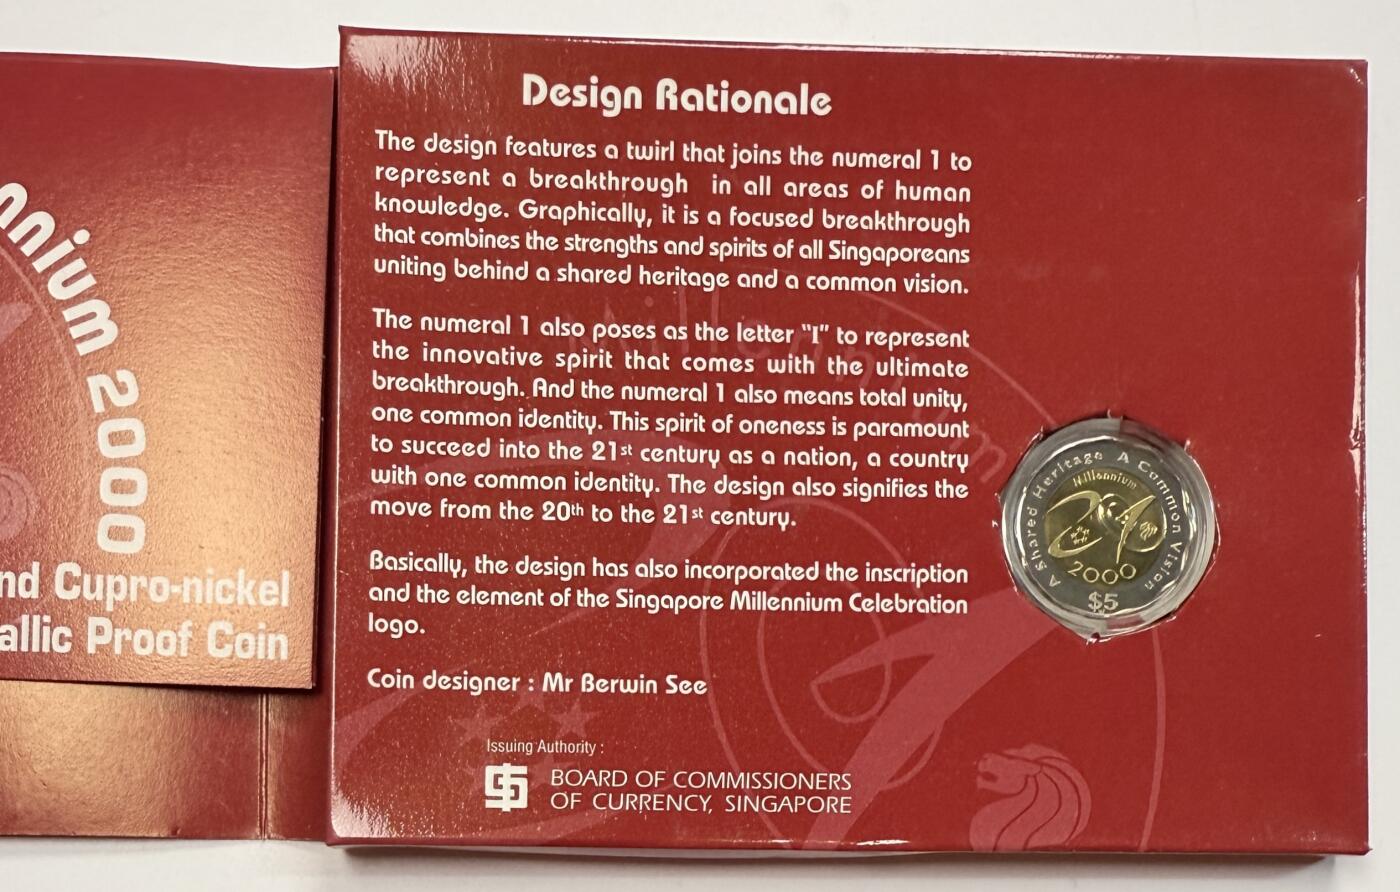 2000
nd Cupro-nickel
allic Proof Coin
Design Rationale
The design features a twirl that joins the numeral 1 to
represent a breakthrough in all areas of human
knowledge. Graphically, it is a focused breakthrough
that combines the strengths and spirits of all Singaporeans
uniting behind a shared heritage and a common vision.
The numeral 1 also poses as the letter "I" to represent
the innovative spirit that comes with the ultimate
breakthrough. And the numeral 1 also means total unity,
one common identity. This spirit of oneness is paramount
to succeed into the 21st century as a nation, a country
with one common identity. The design also signifies the
move from the 20th to the 21st century.
Basically, the design has also incorporated the inscription
and the element of the Singapore Millennium Celebration
logo.
Coin designer : Mr Berwin See
Issuing Authority :
BOARD OF COMMISSIONERS
OF CURRENCY, SINGAPORE
A Shared Heritage A Common Vision
Millennium
2000
$5